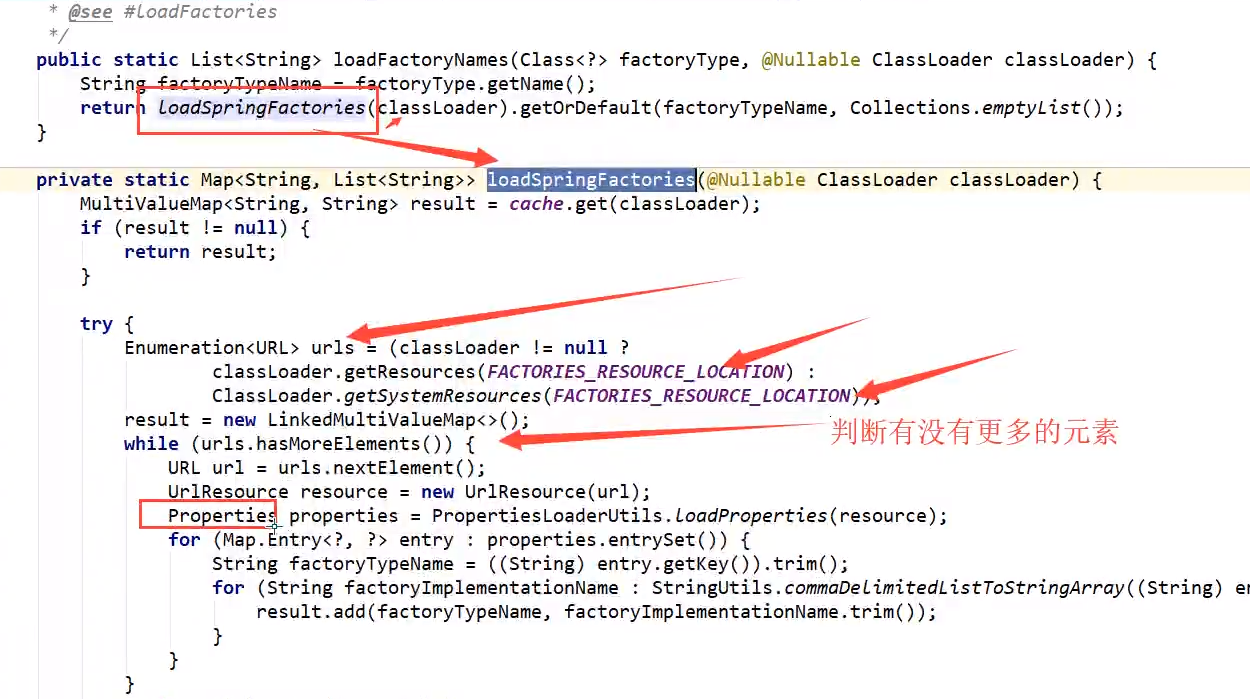 * @see #loadFactories
*/
public static List<String> loadFactoryNames(Class<?> factoryType, @Nullable ClassLoader classLoader) {
String factoryTypeName = factoryType.getName();
return loadSpringFactories(classLoader).getOrDefault(factoryTypeName, Collections.emptyList());
}
private static Map<String, List<String>> loadSpringFactories(@Nullable ClassLoader classLoader) {
MultiValueMap<String, String> result = cache.get(classLoader);
if (result != null) {
return result;
}
try {
Enumeration<URL> urls = (classLoader != null ?
classLoader.getResources(FACTORIES_RESOURCE_LOCATION) :
ClassLoader.getSystemResources(FACTORIES_RESOURCE_LOCATION));
result = new LinkedMultiValueMap<>();
while (urls.hasMoreElements()) {
判断有没有更多的元素
URL url = urls.nextElement();
UrlResource resource = new UrlResource(url);
Properties properties = PropertiesLoaderUtils.loadProperties(resource);
for (Map.Entry<?, ?> entry : properties.entrySet()) {
String factoryTypeName = ((String) entry.getKey()).trim();
for (String factoryImplementationName : StringUtils.commaDelimitedListToStringArray((String) en
result.add(factoryTypeName, factoryImplementationName.trim());
}
}
}